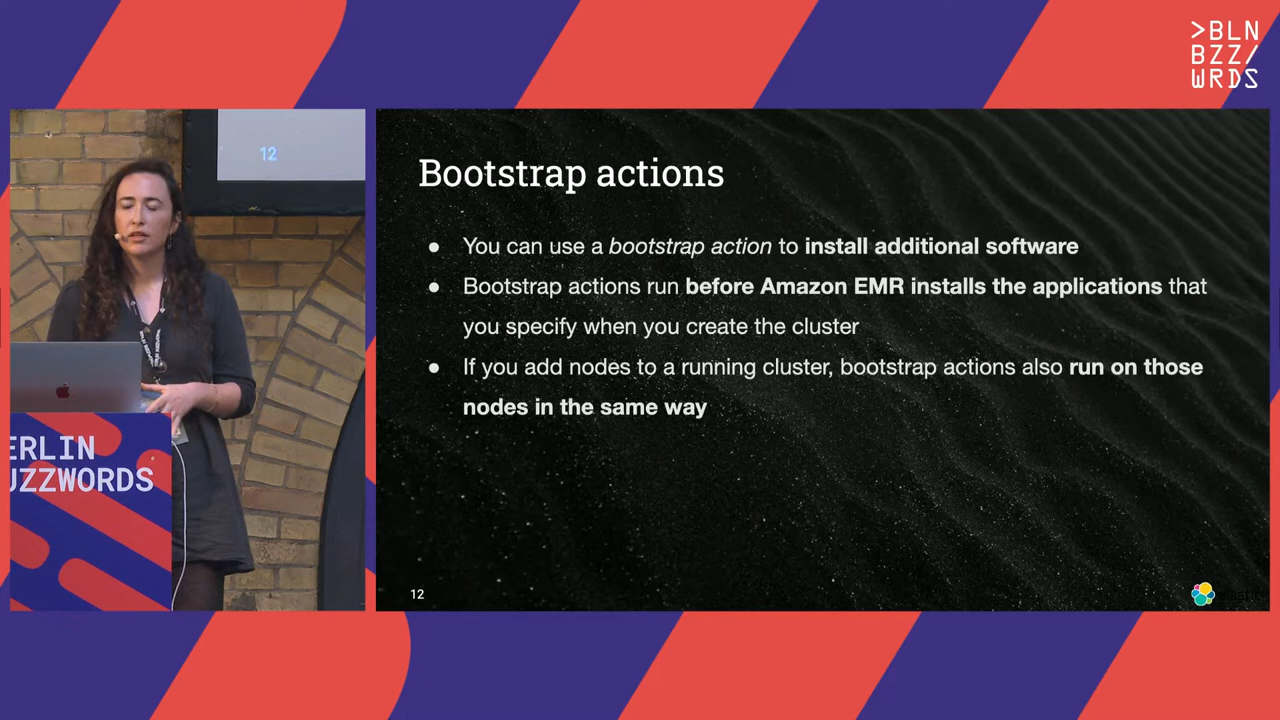 >BLN
BZZ/
WRDS
12
Bootstrap actions
● You can use a bootstrap action to install additional software
● Bootstrap actions run before Amazon EMR installs the applications that
you specify when you create the cluster
● If you add nodes to a running cluster, bootstrap actions also run on those
nodes in the same way
ERLIN
UZZWORDS
12